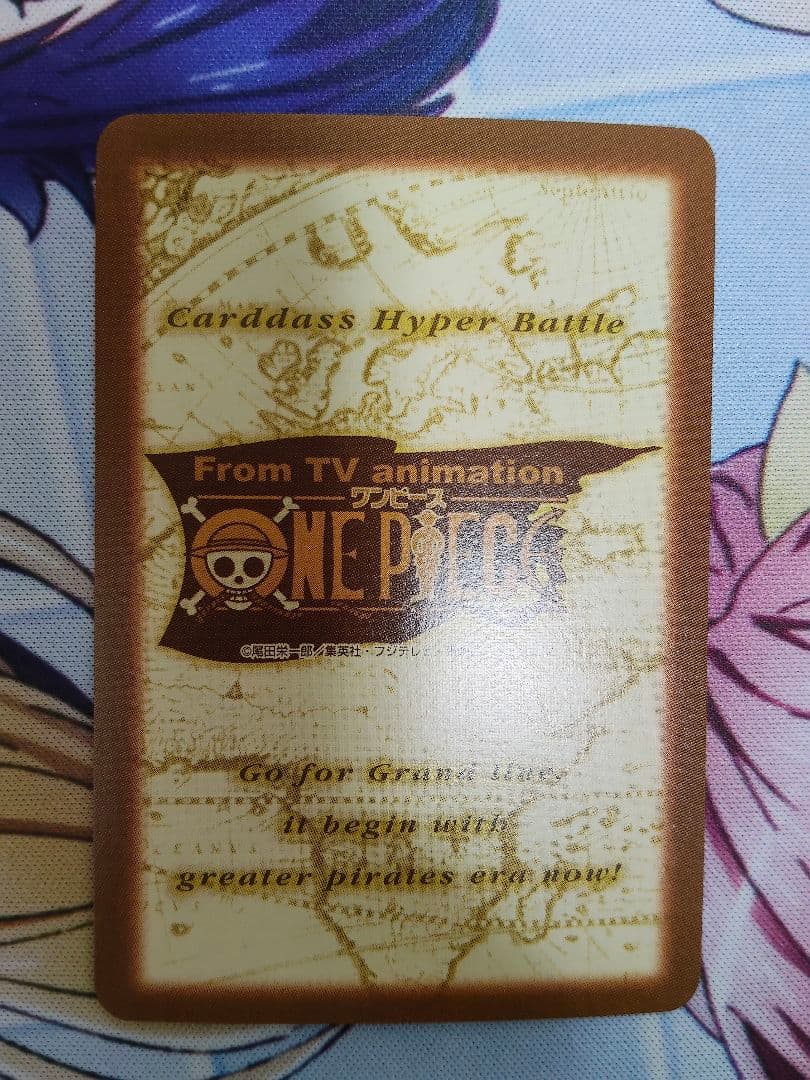 Carddass Hyper Battle
From TV animation
ワンピース
ONE PIECE
©尾田栄一郎／集英社・フジテレビ・
Go for Grand line,
it begin with
greater pirates era now!